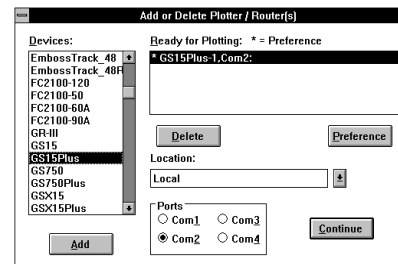 Add or Delete Plotter / Router(s)
Devices:
EmbossTrack_48
EmbossTrack_48R
FC2100-120
FC2100-50
FC2100-60A
FC2100-90A
GR-III
GS15
GS15Plus
GS750
GS750Plus
GSX15
GSX15Plus
Add
Ready for Plotting: * = Preference
* GS15Plus-1,Com2:
Delete
Preference
Location:
Local
Ports
Com1
Com3
Com2
Com4
Continue